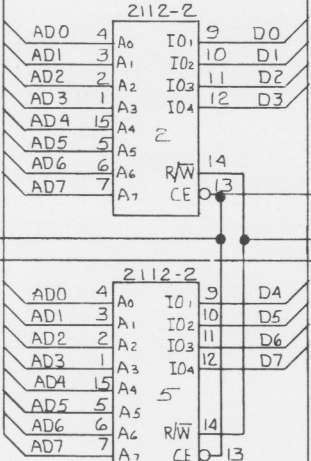 2112-2
AD0 4 A0 IO1 9 D0
AD1 3 A1 IO2 10 D1
AD2 2 A2 IO3 11 D2
AD3 1 A3 IO4 12 D3
AD4 15 A4
2
AD5 5 A5
AD6 6 A6 R/W̅ 14
AD7 7 A7 CE 13
2112-2
AD0 4 A0 IO1 9 D4
AD1 3 A1 IO2 10 D5
AD2 2 A2 IO3 11 D6
AD3 1 A3 IO4 12 D7
AD4 15 A4
5
AD5 5 A5
AD6 6 A6 R/W̅ 14
AD7 7 A7 CE 13